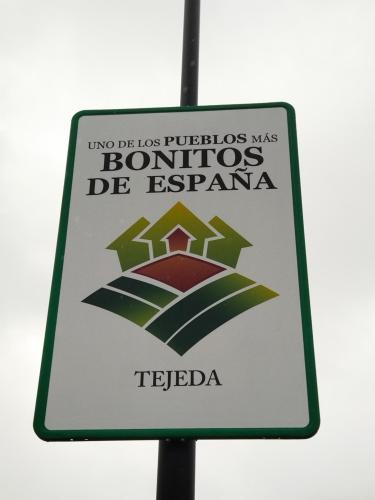 UNO DE LOS PUEBLOS MÁS
BONITOS
DE ESPAÑA
TEJEDA